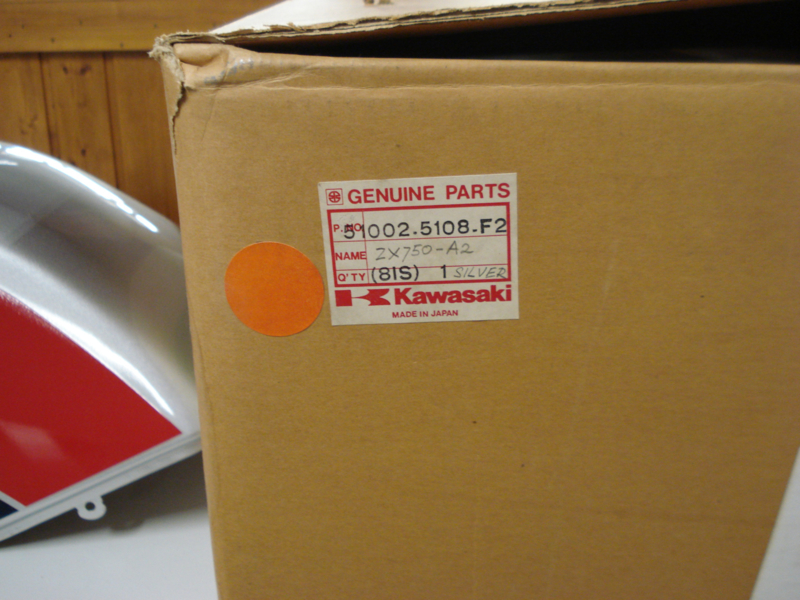 GENUINE PARTS
P.NO. 51002-5108-F2
NAME ZX750-A2
Q'TY (81S) 1 SILVER
Kawasaki
MADE IN JAPAN